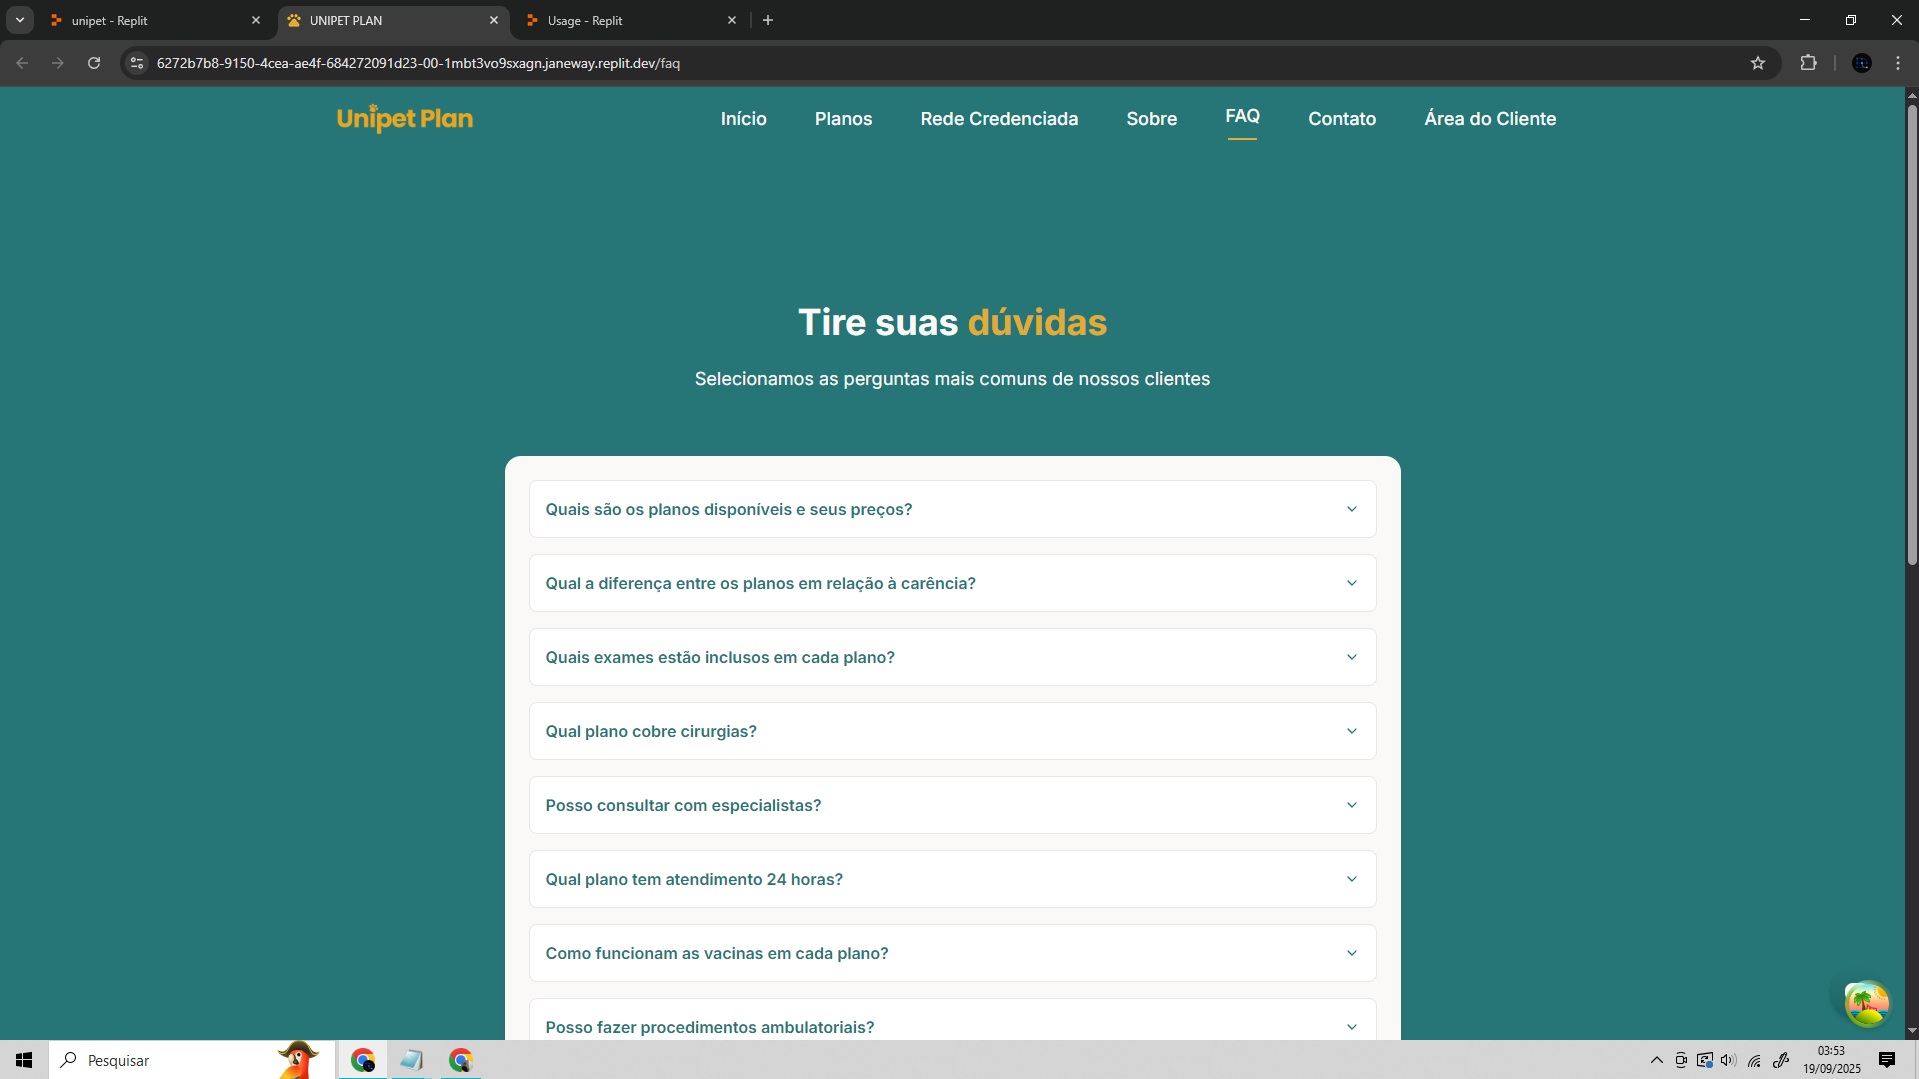 unipet - Replit
UNIPET PLAN
Usage - Replit
6272b7b8-9150-4cea-ae4f-684272091d23-00-1mbt3vo9sxagn.janeway.replit.dev/faq
Unipet Plan
Início
Planos
Rede Credenciada
Sobre
FAQ
Contato
Área do Cliente
Tire suas dúvidas
Selecionamos as perguntas mais comuns de nossos clientes
Quais são os planos disponíveis e seus preços?
Qual a diferença entre os planos em relação à carência?
Quais exames estão inclusos em cada plano?
Qual plano cobre cirurgias?
Posso consultar com especialistas?
Qual plano tem atendimento 24 horas?
Como funcionam as vacinas em cada plano?
Posso fazer procedimentos ambulatoriais?
Pesquisar
03:53
19/09/2025